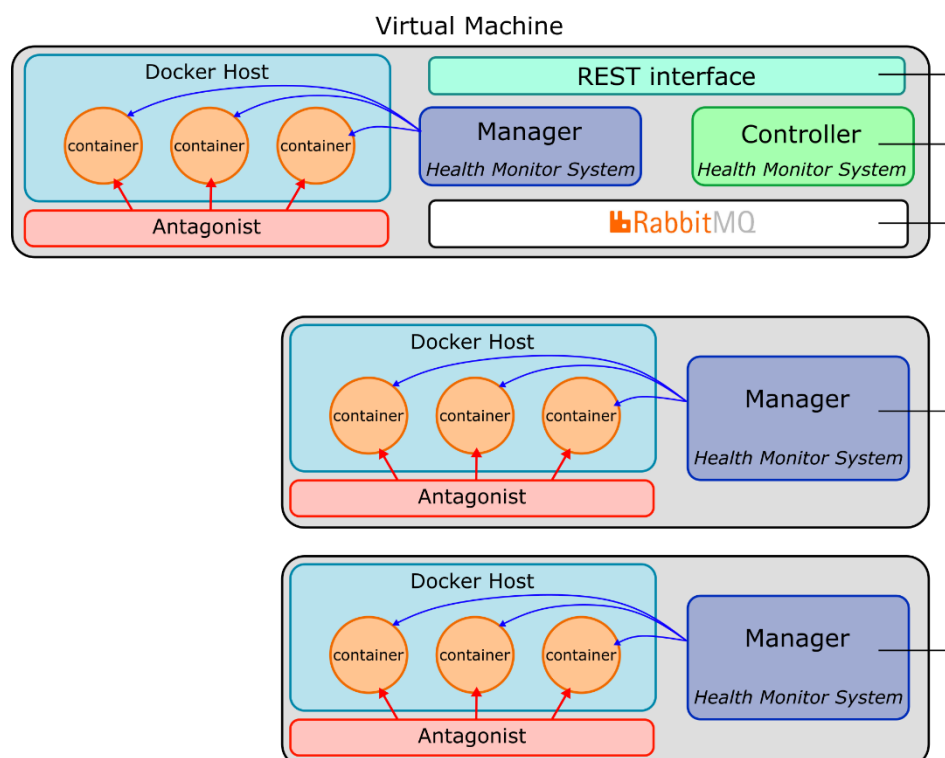 Virtual Machine
Docker Host
container container container
Antagonist
REST interface
Manager
Health Monitor System
Controller
Health Monitor System
RabbitMQ
Docker Host
container container container
Antagonist
Manager
Health Monitor System
Docker Host
container container container
Antagonist
Manager
Health Monitor System